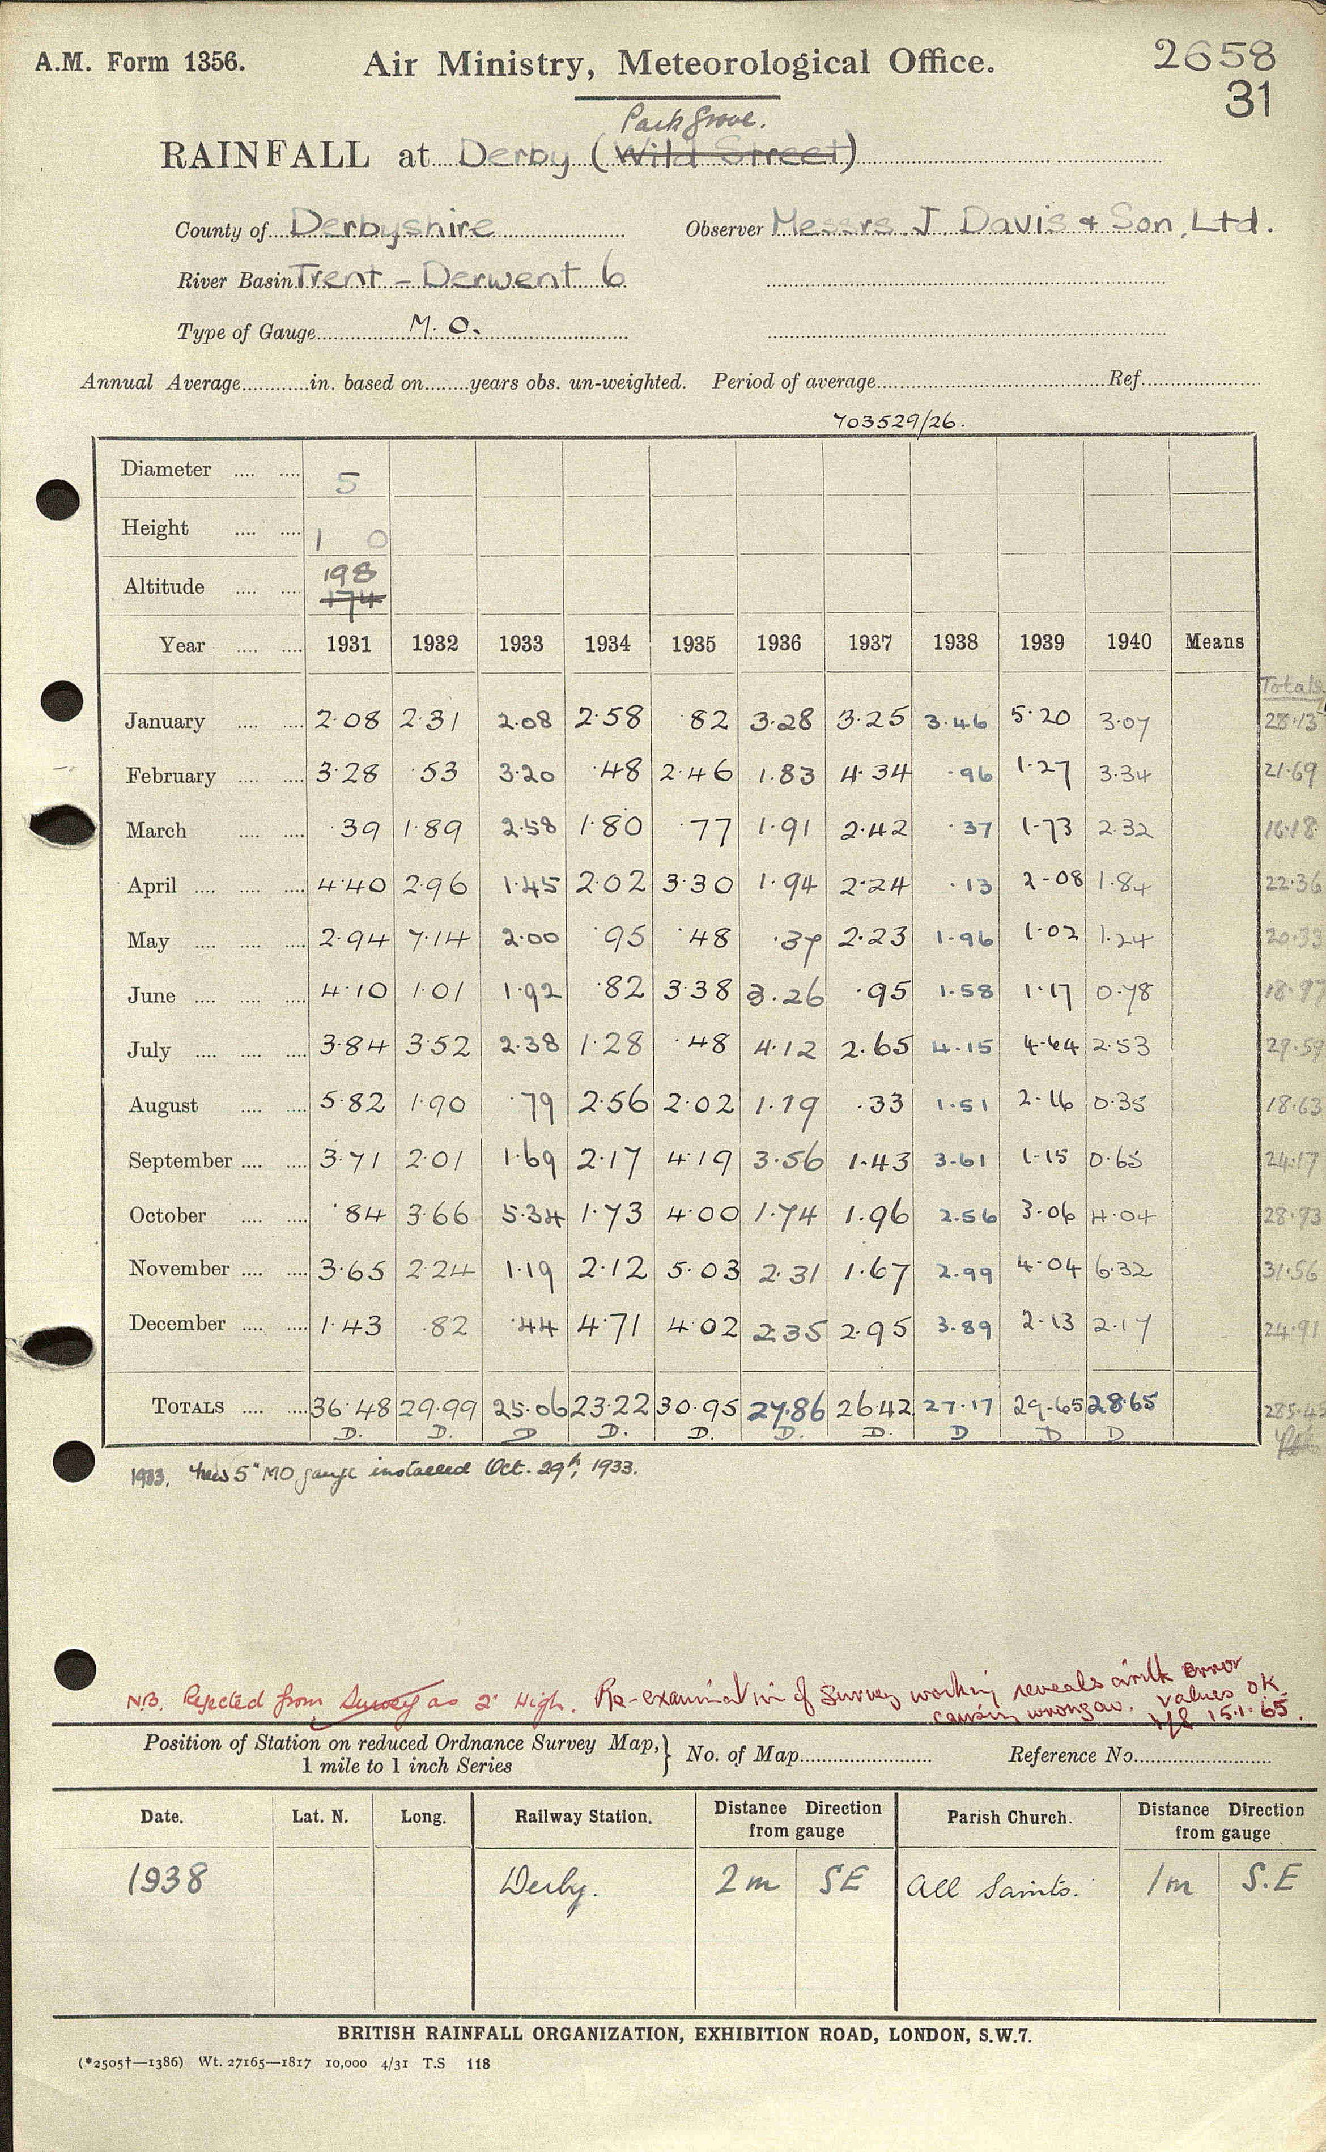 A.M. Form 1356. Air Ministry, Meteorological Office. 2658
31
Park Grove.
RAINFALL at Derby (Wild Street)
County of Derbyshire Observer Messrs J. Davis & Son, Ltd.
River Basin Trent - Derwent 6
Type of Gauge M.O.
Annual Average in. based on years obs. un-weighted. Period of average Ref.
703529/26.
Diameter 5
Height 1 0
Altitude 198
174
Year 1931 1932 1933 1934 1935 1936 1937 1938 1939 1940 Means
Totals
January 2·08 2·31 2·08 2·58 ·82 3·28 3·25 3·46 5·20 3·07 28·13
February 3·28 ·53 3·20 ·48 2·46 1·83 4·34 ·96 1·27 3·34 21·69
March ·39 1·89 2·58 1·80 ·77 1·91 2·42 ·37 1·73 2·32 16·18
April 4·40 2·96 1·45 2·02 3·30 1·94 2·24 ·13 2·08 1·84 22·36
May 2·94 7·14 2·00 ·95 ·48 ·37 2·23 1·96 1·02 1·24 20·33
June 4·10 1·01 1·92 ·82 3·38 3·26 ·95 1·58 1·17 0·78 18·97
July 3·84 3·52 2·38 1·28 ·48 4·12 2·65 4·15 4·64 2·53 29·59
August 5·82 1·90 ·79 2·56 2·02 1·19 ·33 1·51 2·16 0·35 18·63
September 3·71 2·01 1·69 2·17 4·19 3·56 1·43 3·61 1·15 0·65 24·17
October ·84 3·66 5·34 1·73 4·00 1·74 1·96 2·56 3·06 4·04 28·93
November 3·65 2·24 1·19 2·12 5·03 2·31 1·67 2·99 4·04 6·32 31·56
December 1·43 ·82 ·44 4·71 4·02 2·35 2·95 3·89 2·13 2·17 24·91
TOTALS 36·48 29·99 25·06 23·22 30·95 27·86 26·42 27·17 29·65 28·65 285·45
D. D. D D. D. D. D. D D D
1933. New 5" MO gauge installed Oct. 29th, 1933.
N.B. Rejected from Survey as 2" High. Re-examination of Survey working reveals arith error
causing wrong av. Values OK
15·1·65.
Position of Station on reduced Ordnance Survey Map, } No. of Map Reference No.
1 mile to 1 inch Series
Date. Lat. N. Long. Railway Station. Distance Direction from gauge Parish Church. Distance Direction from gauge
1938 Derby. 2m SE All Saints. 1m S.E
BRITISH RAINFALL ORGANIZATION, EXHIBITION ROAD, LONDON, S.W.7.
(*2505†—1386) Wt. 27165—1817 10,000 4/31 T.S 118